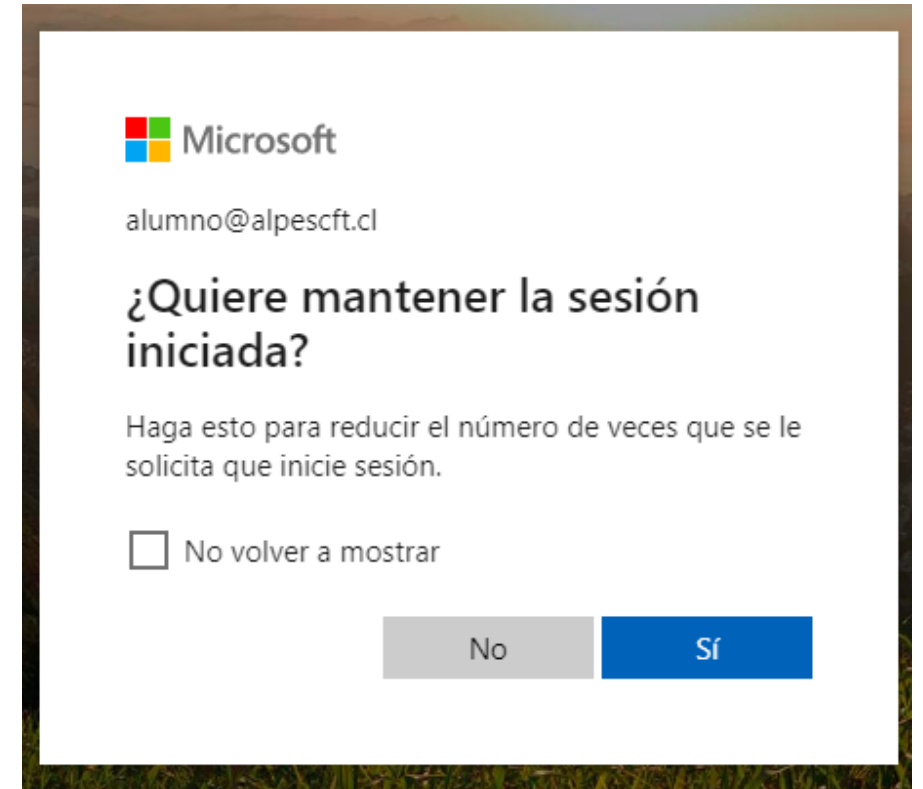 Microsoft
alumno@alpescft.cl
¿Quiere mantener la sesión
iniciada?
Haga esto para reducir el número de veces que se le
solicita que inicie sesión.
No volver a mostrar
No
Sí